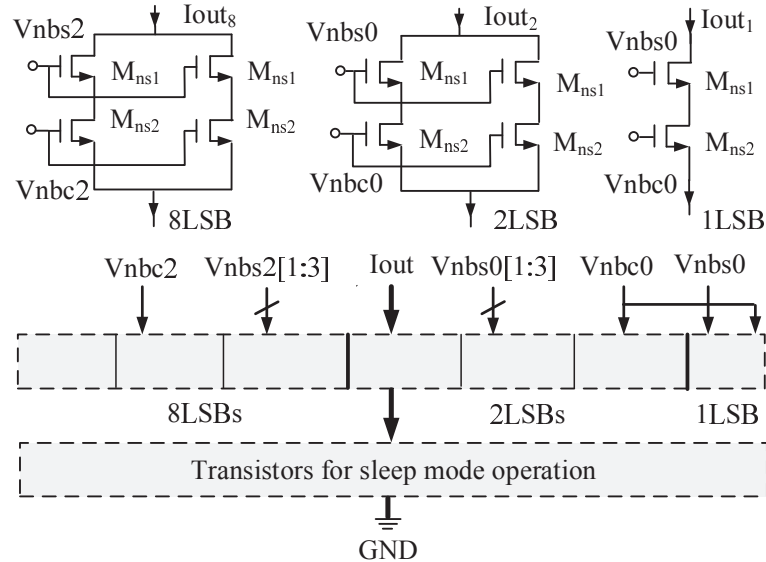 Iout8
Iout2
Iout1
Vnbs2
Vnbs0
Vnbs0
Mns1
Mns1
Mns1
Mns1
Mns1
Mns2
Mns2
Mns2
Mns2
Mns2
Vnbc2
Vnbc0
Vnbc0
8LSB
2LSB
1LSB
Vnbc2
Vnbs2[1:3]
Iout
Vnbs0[1:3]
Vnbc0
Vnbs0
8LSBs
2LSBs
1LSB
Transistors for sleep mode operation
GND